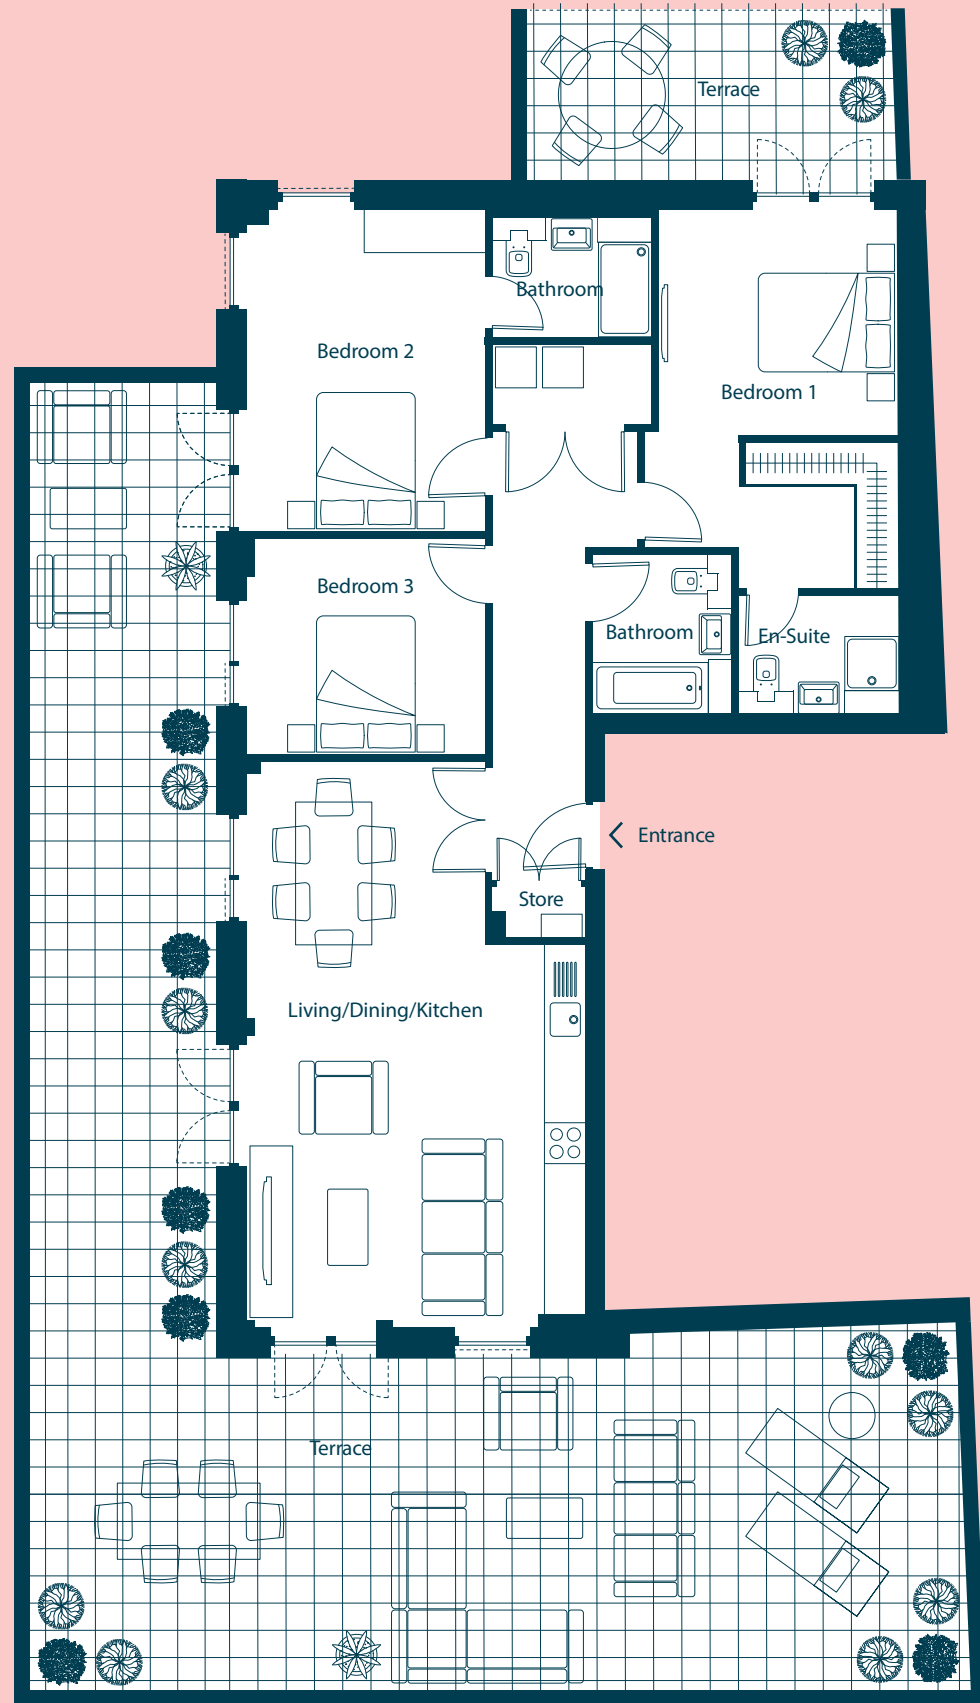 Terrace
Bathroom
Bedroom 2
Bedroom 1
Bedroom 3
Bathroom
En-Suite
Entrance
Store
Living/Dining/Kitchen
Terrace